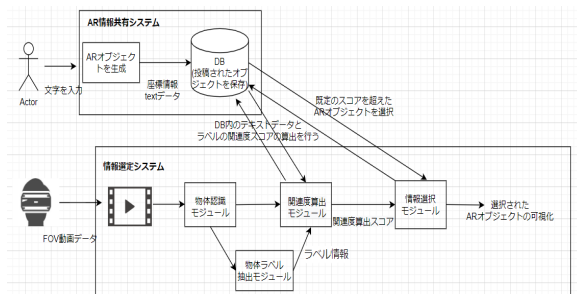 AR情報共有システム
ARオブジェク
トを生成
DB
(投稿されたオブ
ジェクトを保存)
Actor
文字を入力
座標情報
textデータ
既定のスコアを超えた
ARオブジェクトを選択
DB内のテキストデータと
ラベルの関連度スコアの算出を行う
情報選定システム
物体認識
モジュール
関連度算出
モジュール
情報選択
モジュール
選択された
ARオブジェクトの可視化
関連度算出スコア
FOV動画データ
物体ラベル
抽出モジュール
ラベル情報